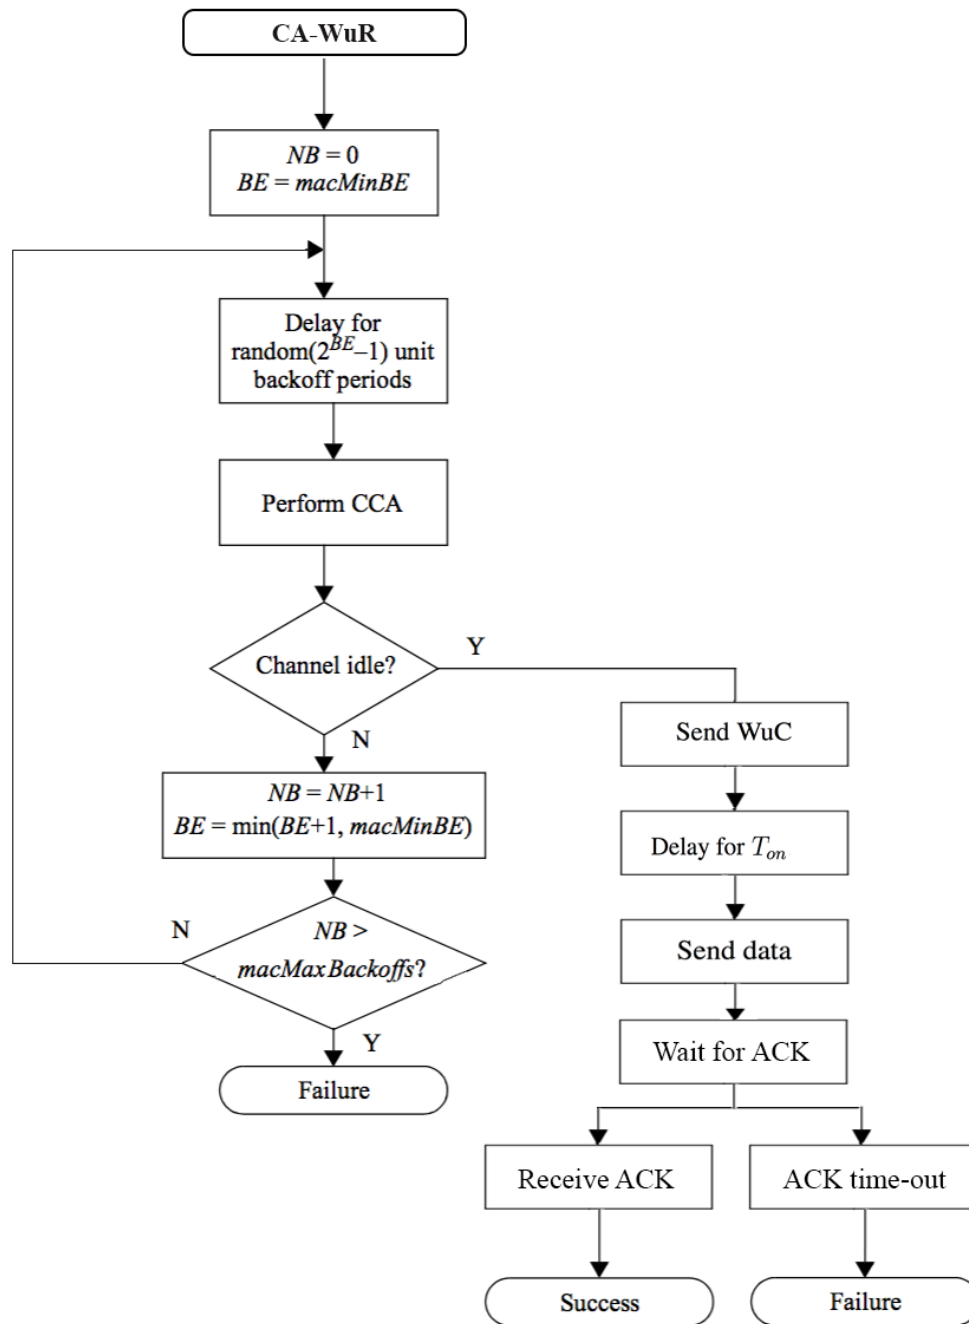 CA-WuR
NB = 0
BE = macMinBE
Delay for
random(2^BE–1) unit
backoff periods
Perform CCA
Channel idle?
Y
N
NB = NB+1
BE = min(BE+1, macMinBE)
N
NB >
macMaxBackoffs?
Y
Failure
Send WuC
Delay for T_on
Send data
Wait for ACK
Receive ACK
ACK time-out
Success
Failure